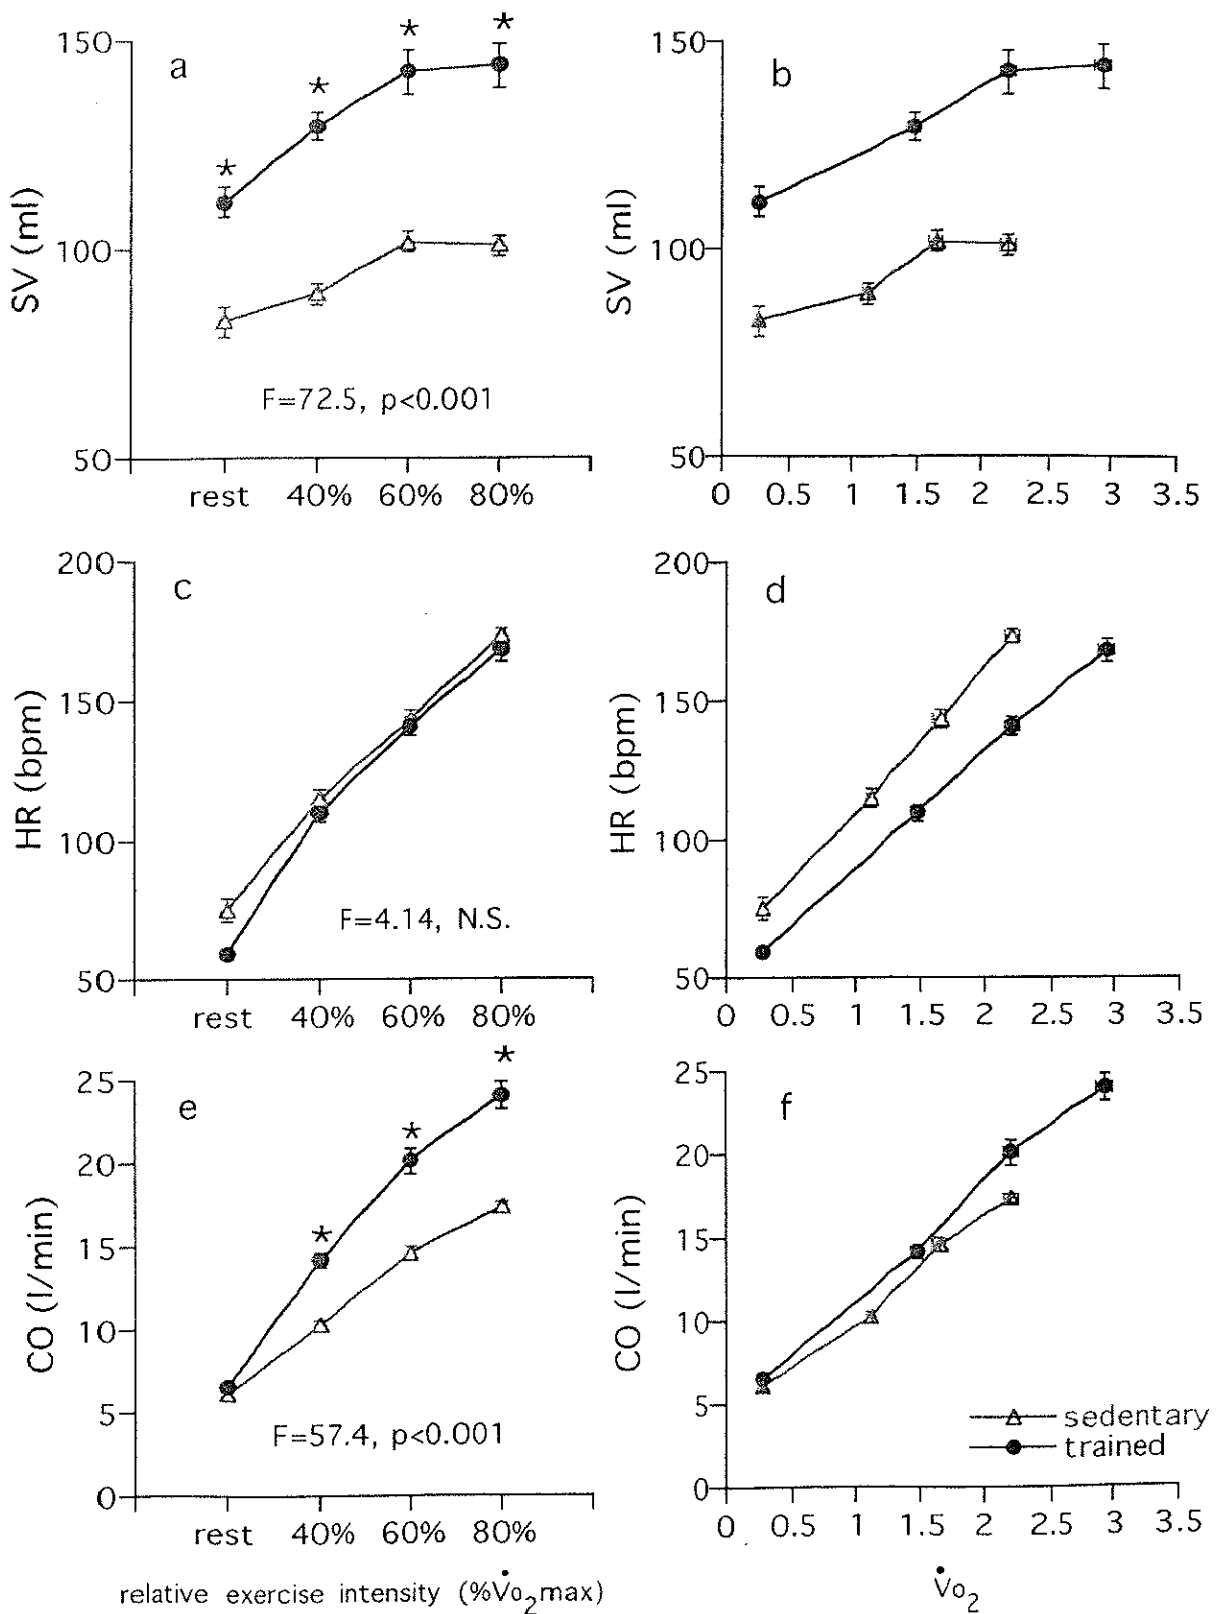 150
a
SV (ml)
100
F=72.5, p<0.001
50
rest 40% 60% 80%
150
b
SV (ml)
100
50
0 0.5 1 1.5 2 2.5 3 3.5
200
c
150
HR (bpm)
100
F=4.14, N.S.
50
rest 40% 60% 80%
200
d
150
HR (bpm)
100
50
0 0.5 1 1.5 2 2.5 3 3.5
25
e
20
CO (l/min)
15
10
5
F=57.4, p<0.001
0
rest 40% 60% 80%
relative exercise intensity (%V̇o₂max)
25
f
20
CO (l/min)
15
10
5
sedentary
trained
0
0 0.5 1 1.5 2 2.5 3 3.5
V̇o₂